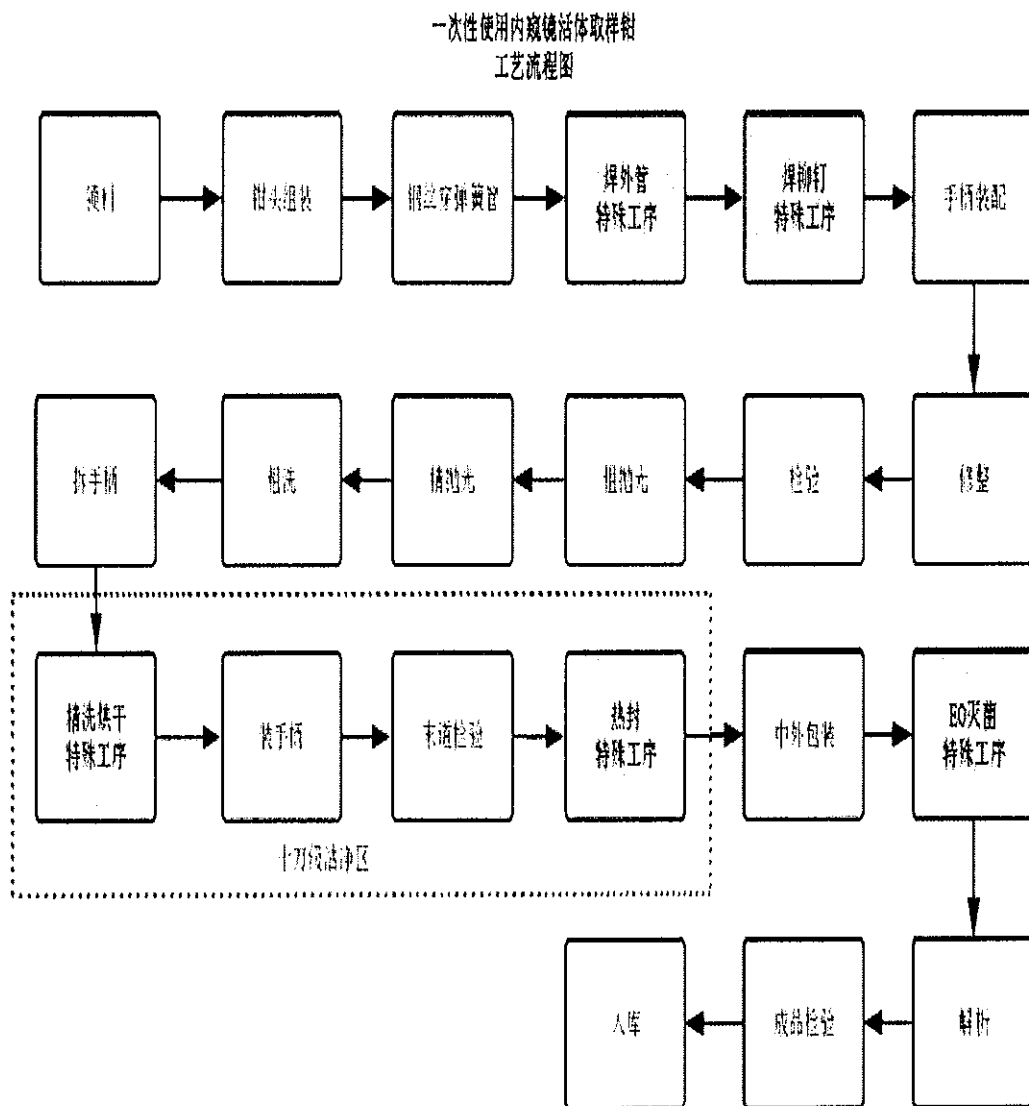 一次性使用内窥镜活体取样钳
工艺流程图
领料
钳头组装
钢丝穿弹簧管
焊外管
特殊工序
焊铆钉
特殊工序
手柄装配
修整
检验
粗抛光
精抛光
粗洗
拆手柄
精洗烘干
特殊工序
装手柄
末道检验
热封
特殊工序
中外包装
EO灭菌
特殊工序
十万级洁净区
解析
成品检验
入库